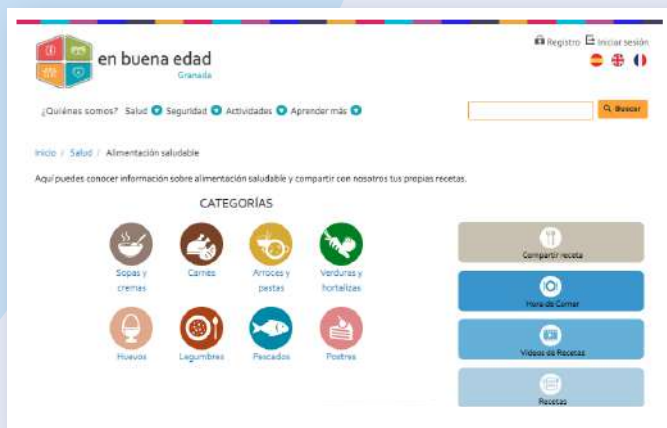 Registro Iniciar sesión
en buena edad
Granada
¿Quiénes somos? Salud Seguridad Actividades Aprender más
Buscar
Inicio / Salud / Alimentación saludable
Aquí puedes conocer información sobre alimentación saludable y compartir con nosotros tus propias recetas.
CATEGORÍAS
Sopas y
cremas
Carnes
Arroces y
pastas
Verduras y
hortalizas
Huevos
Legumbres
Pescados
Postres
Compartir receta
Hora de Comer
Vídeos de Recetas
Recetas